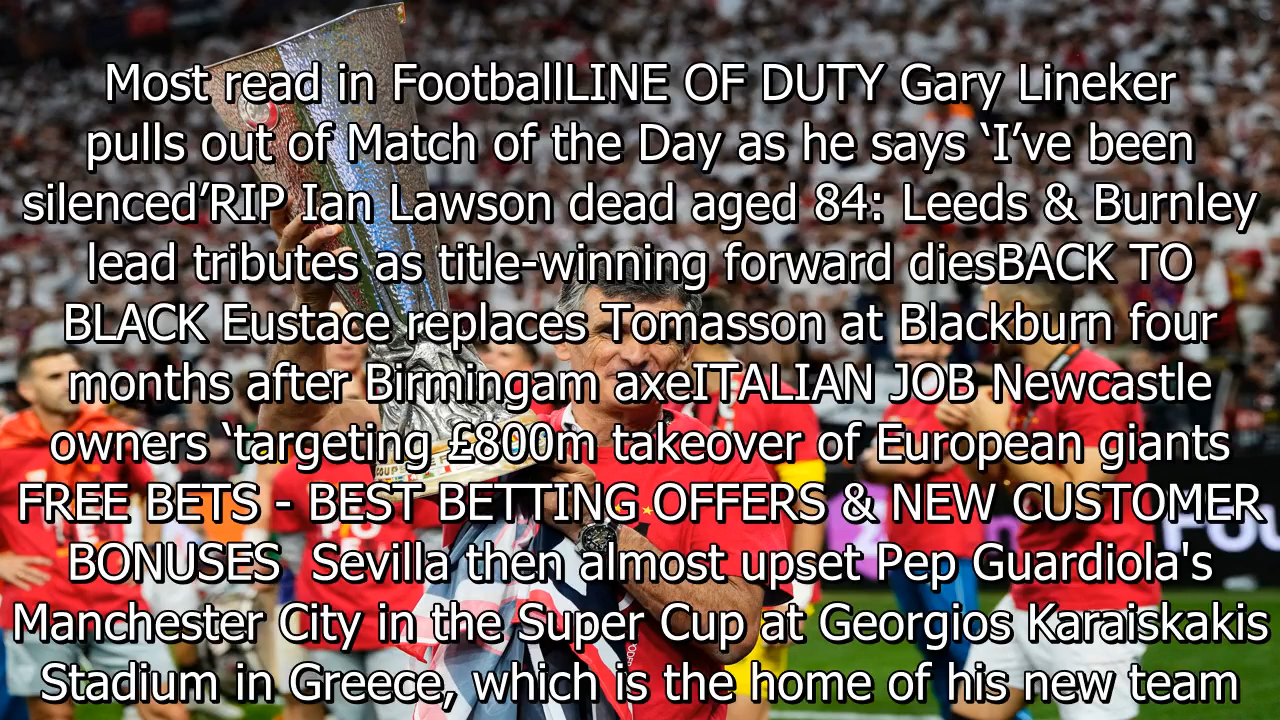 Most read in FootballLINE OF DUTY Gary Lineker
pulls out of Match of the Day as he says ‘I’ve been
silenced’RIP Ian Lawson dead aged 84: Leeds & Burnley
lead tributes as title-winning forward diesBACK TO
BLACK Eustace replaces Tomasson at Blackburn four
months after Birmingam axeITALIAN JOB Newcastle
owners ‘targeting £800m takeover of European giants
FREE BETS - BEST BETTING OFFERS & NEW CUSTOMER
BONUSES  Sevilla then almost upset Pep Guardiola's
Manchester City in the Super Cup at Georgios Karaiskakis
Stadium in Greece, which is the home of his new team